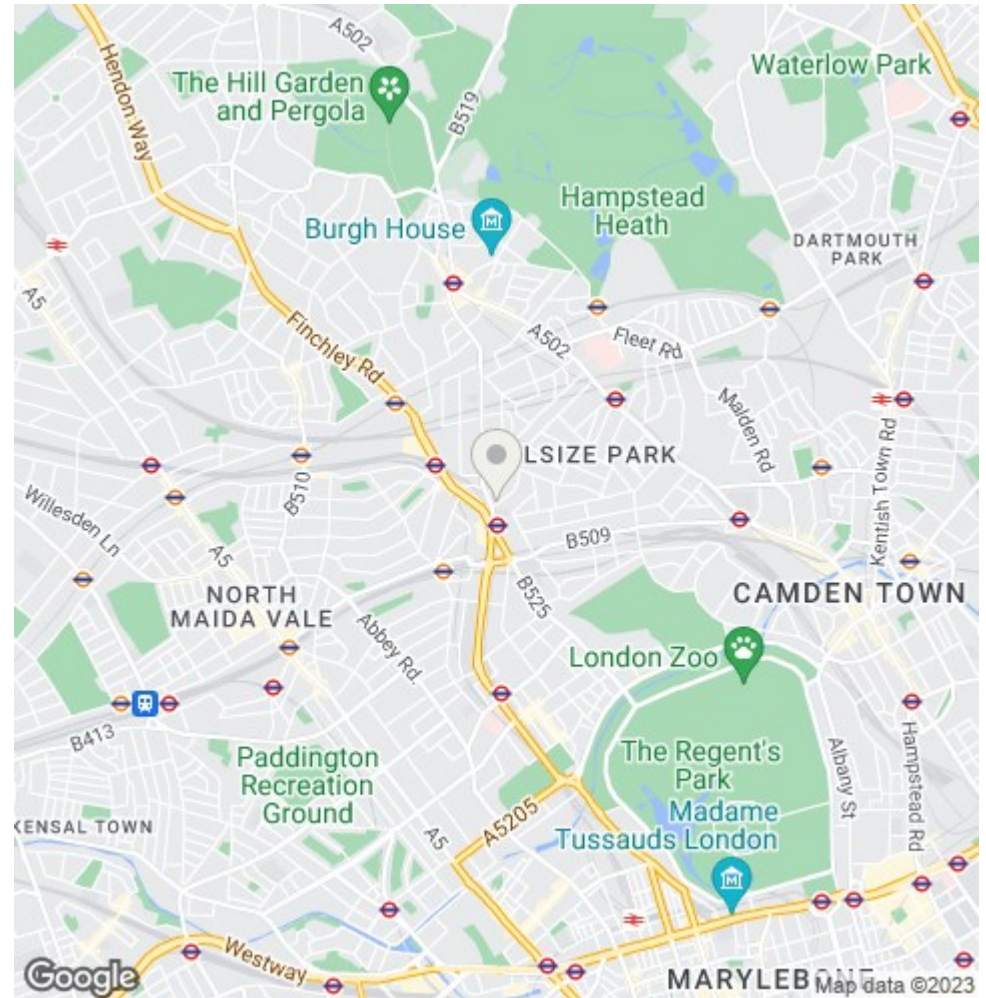 A502
Hendon Way
The Hill Garden
and Pergola
B519
Waterlow Park
Hampstead
Heath
Burgh House
DARTMOUTH
PARK
A5
Finchley Rd
A502
Fleet Rd
Malden Rd
Kentish Town Rd
LSIZE PARK
B510
Willesden Ln
A5
B509
B525
NORTH
MAIDA VALE
Abbey Rd.
CAMDEN TOWN
London Zoo
B413
Paddington
Recreation
Ground
The Regent's
Park
Albany St
Hampstead Rd
Madame
Tussauds London
KENSAL TOWN
A5
A5205
Westway
Google
MARYLEBONE
Map data ©2023